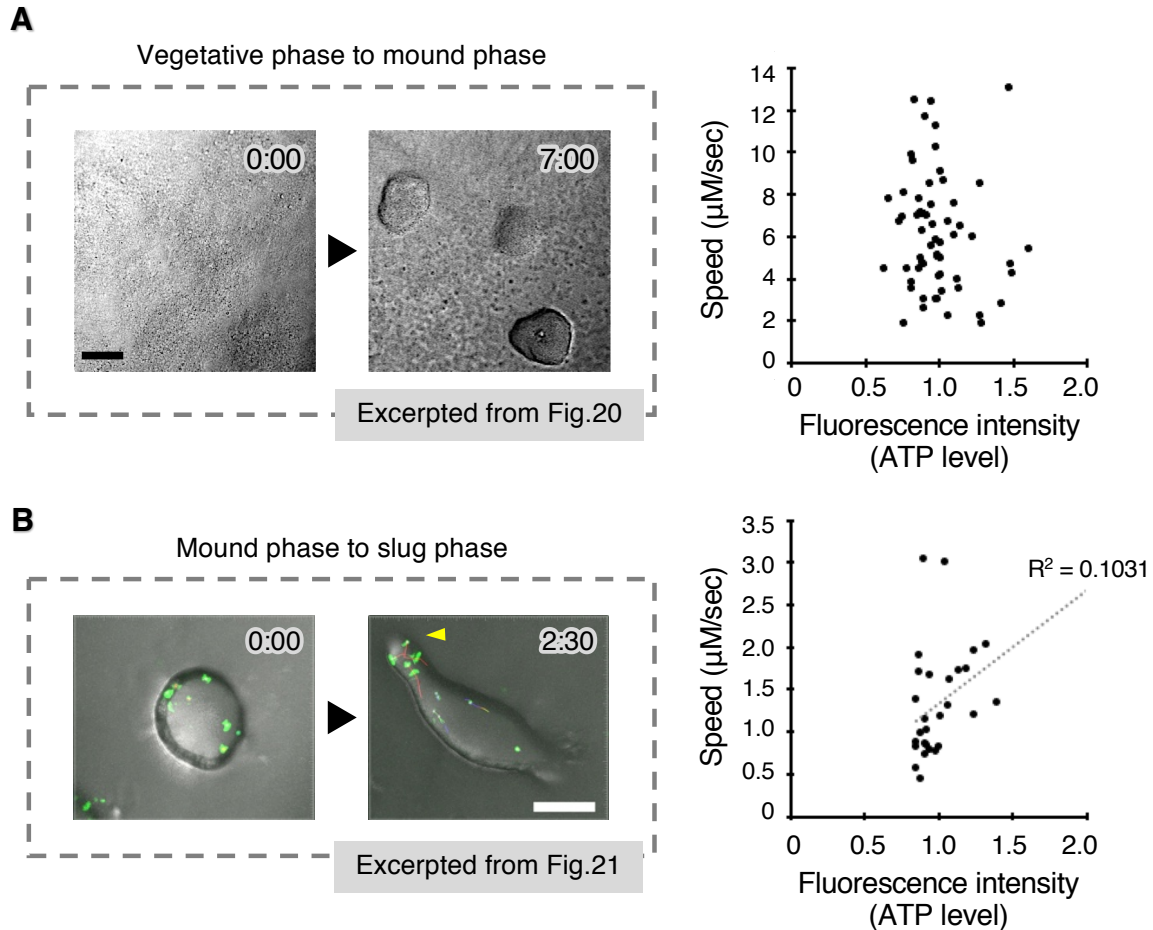 A
Vegetative phase to mound phase
0:00
7:00
Excerpted from Fig.20
14
12
10
8
6
4
2
0
Speed (µM/sec)
0 0.5 1.0 1.5 2.0
Fluorescence intensity
(ATP level)
B
Mound phase to slug phase
0:00
2:30
Excerpted from Fig.21
3.5
3.0
2.5
2.0
1.5
1.0
0.5
0
Speed (µM/sec)
R² = 0.1031
0 0.5 1.0 1.5 2.0
Fluorescence intensity
(ATP level)